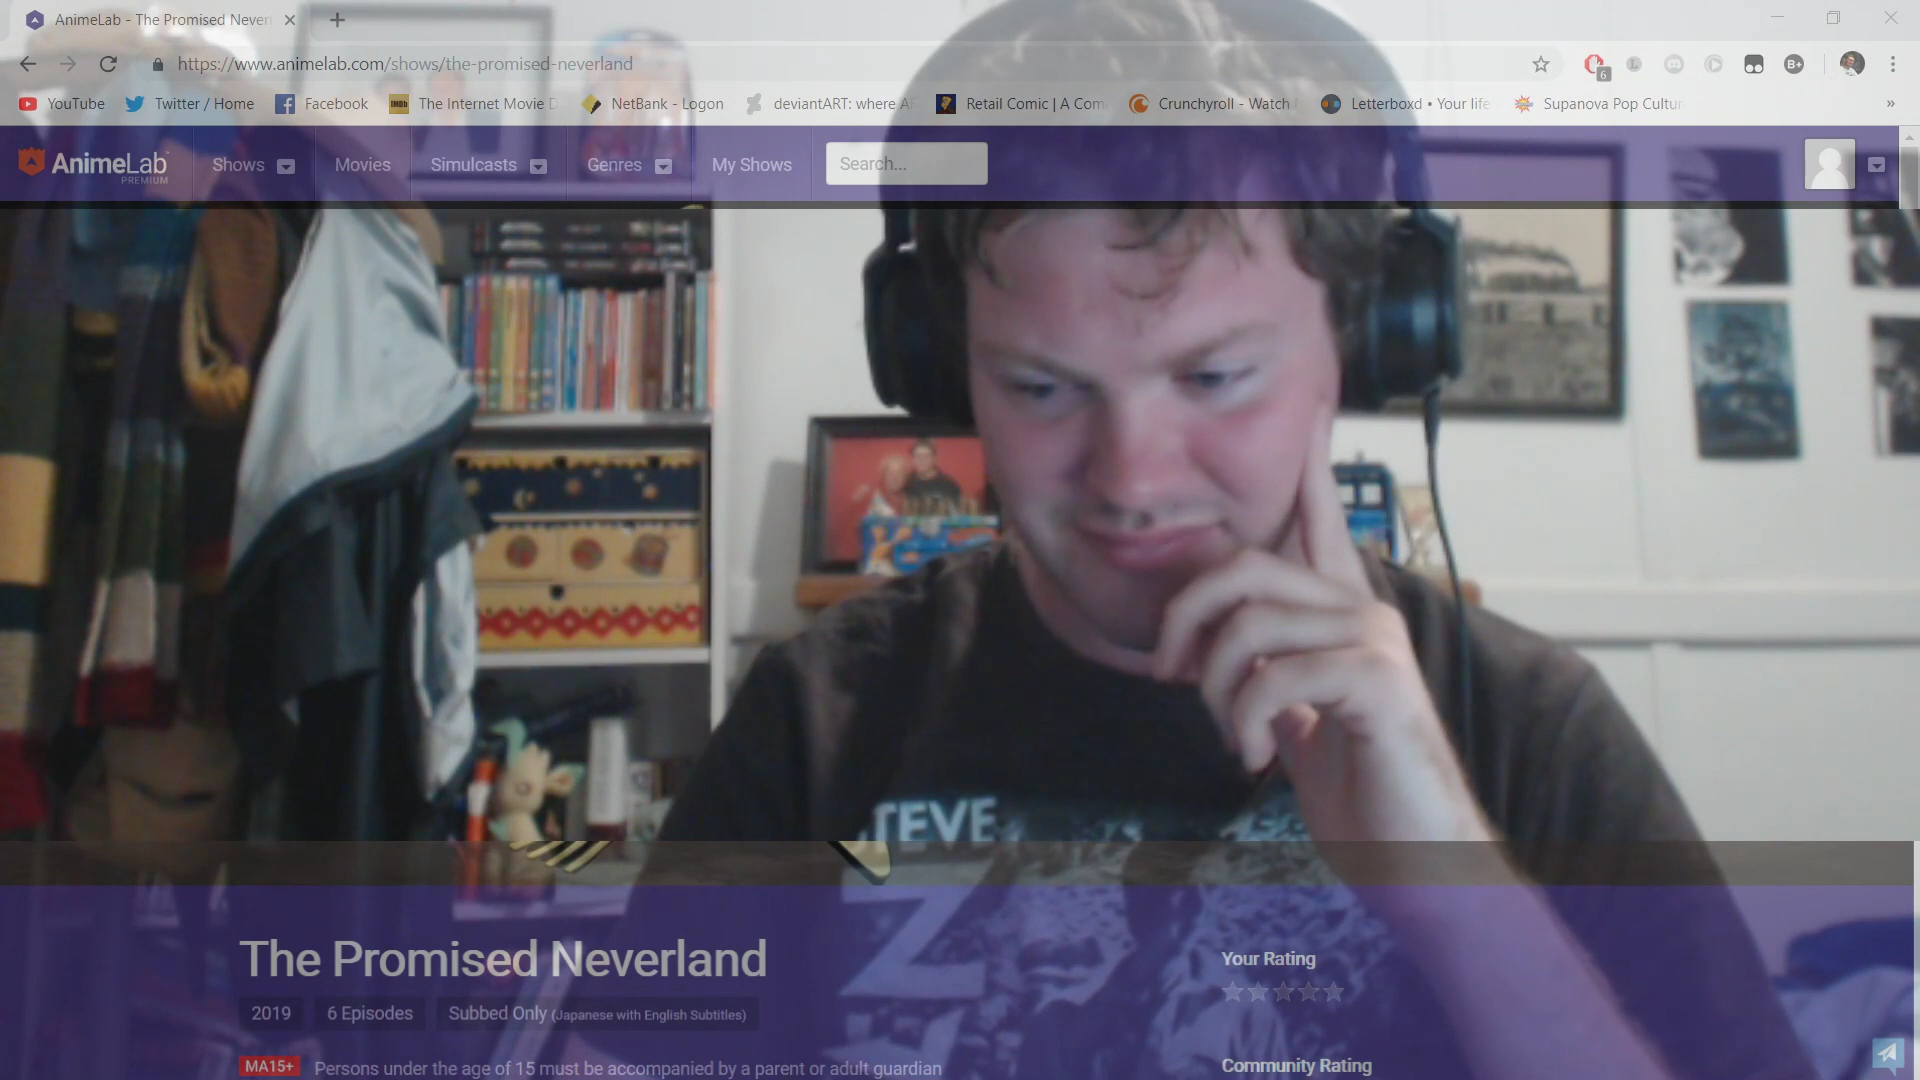 AnimeLab - The Promised Never
https://www.animelab.com/shows/the-promised-neverland
6
B+
YouTube
Twitter / Home
Facebook
IMDb
The Internet Movie D
NetBank - Logon
deviantART: where A
Retail Comic | A Com
Crunchyroll - Watch
Letterboxd • Your life
Supanova Pop Cultur
»
AnimeLab
PREMIUM
Shows
Movies
Simulcasts
Genres
My Shows
Search...
TEVE
The Promised Neverland
Your Rating
2019
6 Episodes
Subbed Only (Japanese with English Subtitles)
MA15+
Persons under the age of 15 must be accompanied by a parent or adult guardian
Community Rating